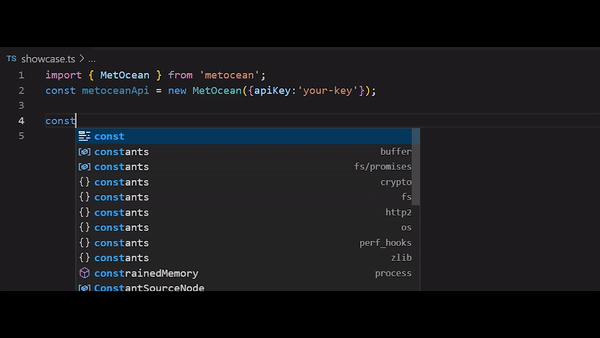 TS showcase.ts > ...
1 import { MetOcean } from 'metocean';
2 const metoceanApi = new MetOcean({apiKey:'your-key'});
3
4 const
5
const
constants buffer
constants fs/promises
constants crypto
constants fs
constants http2
constants os
constants perf_hooks
constants zlib
constrainedMemory process
ConstantSourceNode